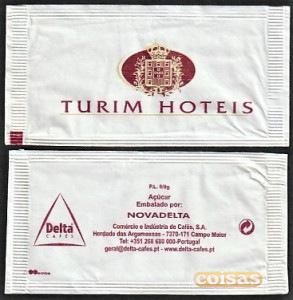 TURIM HOTEIS
P.L. 6/8g
Açúcar
Embalado por:
NOVADELTA
Comércio e Indústria de Cafés, S.A.
Herdade das Argamassas - 7370-171 Campo Maior
Tel: +351 268 680 000-Portugal
geral@delta-cafes.pt - www.delta-cafes.pt
Delta
CAFÉS
coisas